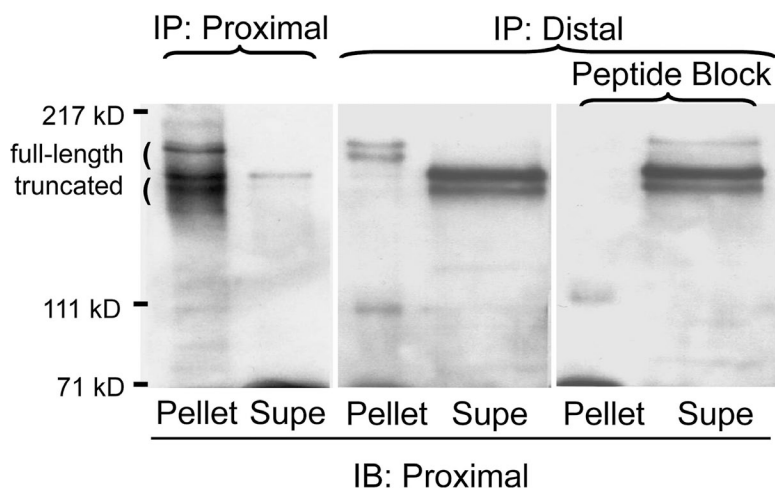 IP: Proximal IP: Distal
Peptide Block
217 kD
full-length
truncated
111 kD
71 kD
Pellet Supe Pellet Supe Pellet Supe
IB: Proximal